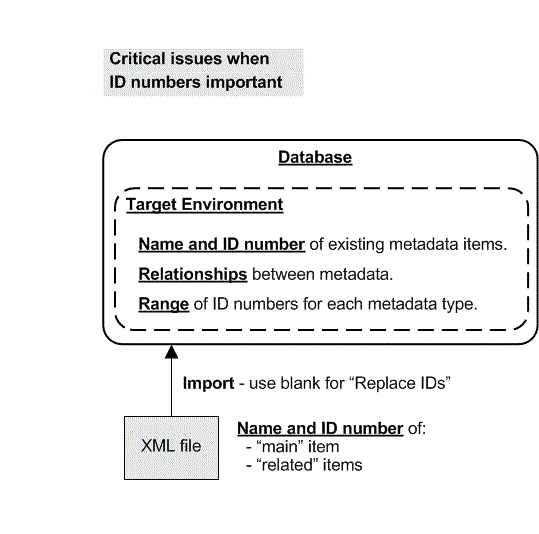 Critical issues when
ID numbers important
Database
Target Environment
Name and ID number of existing metadata items.
Relationships between metadata.
Range of ID numbers for each metadata type.
Import - use blank for “Replace IDs”
XML file
Name and ID number of:
- “main” item
- “related” items